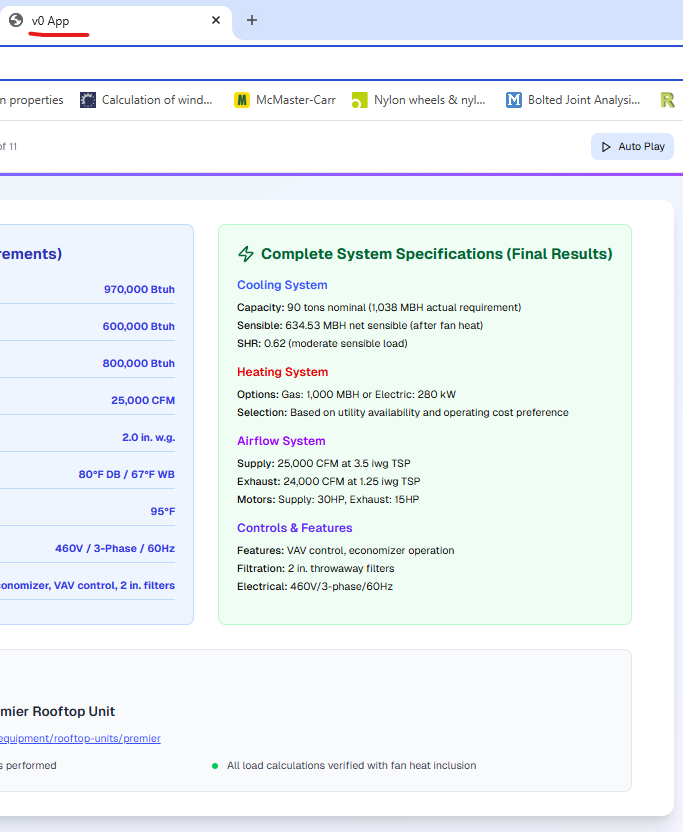 v0 App
n properties
Calculation of wind...
McMaster-Carr
Nylon wheels & nyl...
Bolted Joint Analysi...
of 11
Auto Play
rements)
970,000 Btuh
600,000 Btuh
800,000 Btuh
25,000 CFM
2.0 in. w.g.
80°F DB / 67°F WB
95°F
460V / 3-Phase / 60Hz
conomizer, VAV control, 2 in. filters
Complete System Specifications (Final Results)
Cooling System
Capacity: 90 tons nominal (1,038 MBH actual requirement)
Sensible: 634.53 MBH net sensible (after fan heat)
SHR: 0.62 (moderate sensible load)
Heating System
Options: Gas: 1,000 MBH or Electric: 280 kW
Selection: Based on utility availability and operating cost preference
Airflow System
Supply: 25,000 CFM at 3.5 iwg TSP
Exhaust: 24,000 CFM at 1.25 iwg TSP
Motors: Supply: 30HP, Exhaust: 15HP
Controls & Features
Features: VAV control, economizer operation
Filtration: 2 in. throwaway filters
Electrical: 460V/3-phase/60Hz
mier Rooftop Unit
equipment/rooftop-units/premier
s performed
All load calculations verified with fan heat inclusion